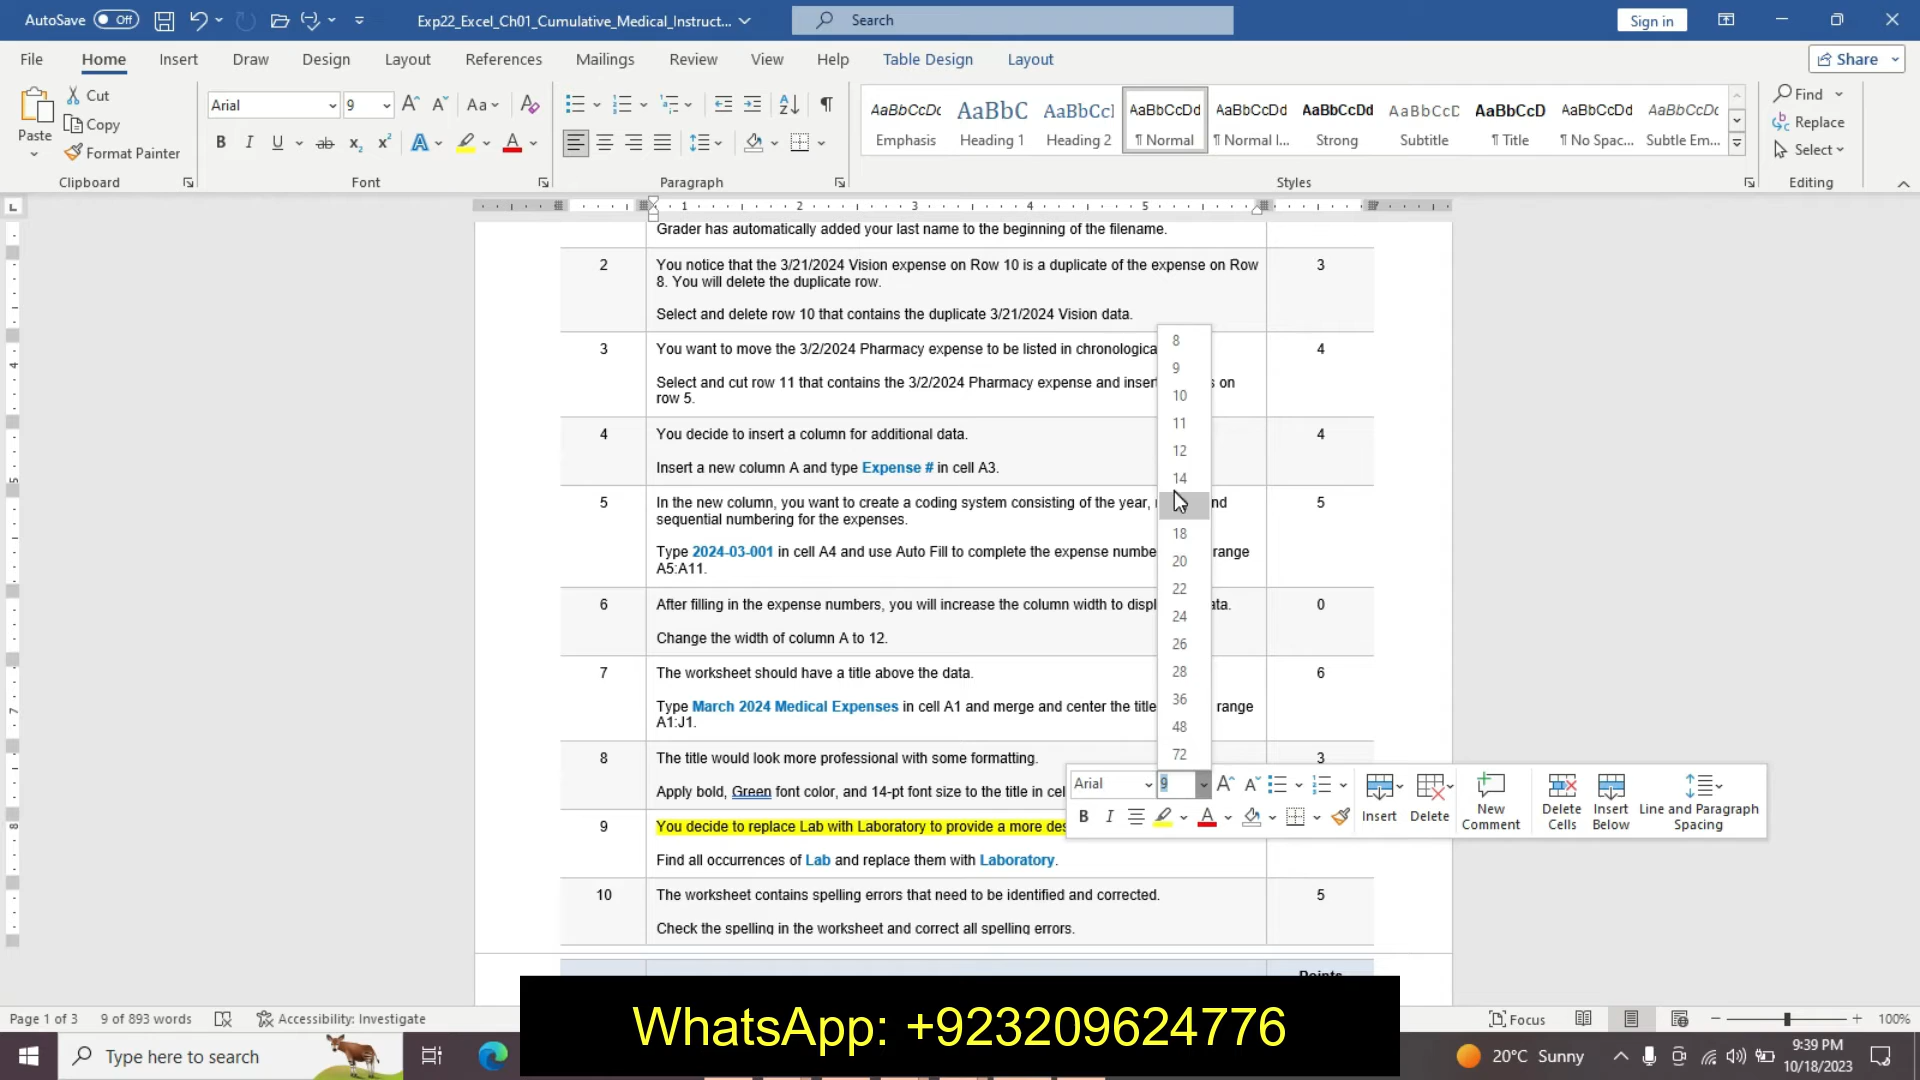 AutoSave Off
Exp22_Excel_Ch01_Cumulative_Medical_Instruct...
Search
Sign in
File Home Insert Draw Design Layout References Mailings Review View Help Table Design Layout
Share
Paste
Cut
Copy
Format Painter
Clipboard
Arial 9
Font
Paragraph
AaBbCcDc Emphasis
AaBbC Heading 1
AaBbCcI Heading 2
AaBbCcDd ¶ Normal
AaBbCcDd ¶ Normal I...
AaBbCcDd Strong
AaBbCcC Subtitle
AaBbCcD ¶ Title
AaBbCcDd ¶ No Spac...
AaBbCcDc Subtle Em...
Styles
Find
Replace
Select
Editing
1 2 3 4 5
Grader has automatically added your last name to the beginning of the filename.
2 You notice that the 3/21/2024 Vision expense on Row 10 is a duplicate of the expense on Row 3
8. You will delete the duplicate row.
Select and delete row 10 that contains the duplicate 3/21/2024 Vision data.
3 You want to move the 3/2/2024 Pharmacy expense to be listed in chronologica 4
Select and cut row 11 that contains the 3/2/2024 Pharmacy expense and insert s on
row 5.
4 You decide to insert a column for additional data. 4
Insert a new column A and type Expense # in cell A3.
5 In the new column, you want to create a coding system consisting of the year, nd 5
sequential numbering for the expenses.
Type 2024-03-001 in cell A4 and use Auto Fill to complete the expense numbe range
A5:A11.
6 After filling in the expense numbers, you will increase the column width to displ ata. 0
Change the width of column A to 12.
7 The worksheet should have a title above the data. 6
Type March 2024 Medical Expenses in cell A1 and merge and center the title range
A1:J1.
8 The title would look more professional with some formatting. 3
Apply bold, Green font color, and 14-pt font size to the title in cel
9 You decide to replace Lab with Laboratory to provide a more des
Find all occurrences of Lab and replace them with Laboratory.
10 The worksheet contains spelling errors that need to be identified and corrected. 5
Check the spelling in the worksheet and correct all spelling errors.
Points
8
9
10
11
12
14
18
20
22
24
26
28
36
48
72
Arial 9
Insert
Delete
New Comment
Delete Cells
Insert Below
Line and Paragraph Spacing
WhatsApp: +923209624776
Page 1 of 3 9 of 893 words Accessibility: Investigate
Focus 100%
Type here to search
20°C Sunny
9:39 PM
10/18/2023